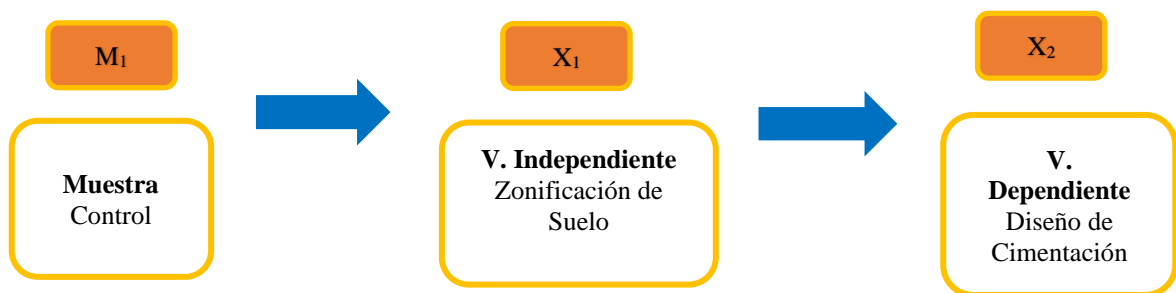 M₁
Muestra
Control
X₁
V. Independiente
Zonificación de
Suelo
X₂
V.
Dependiente
Diseño de
Cimentación